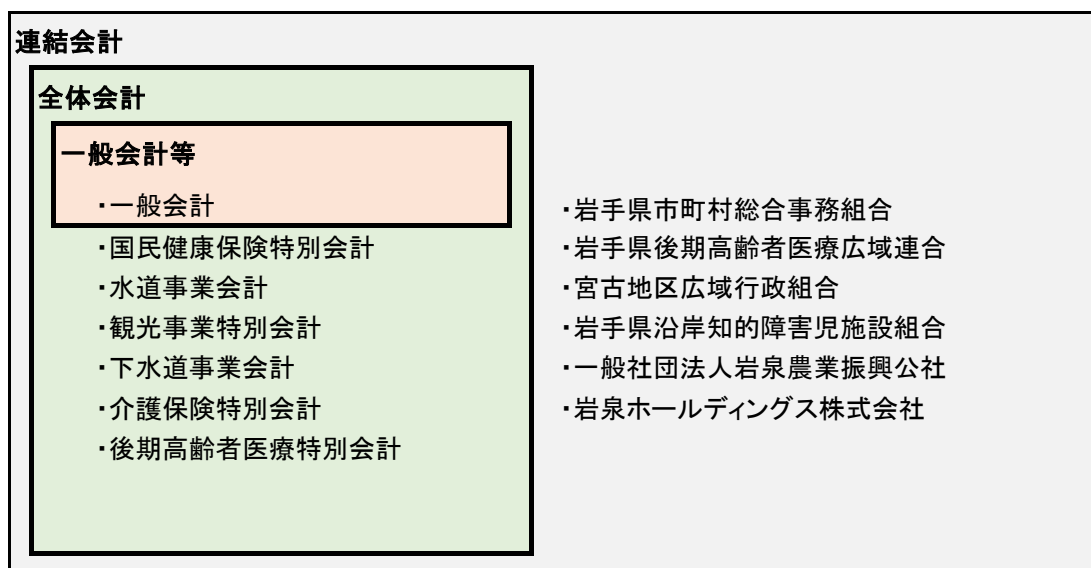 連結会計
全体会計
一般会計等
・一般会計
・国民健康保険特別会計
・水道事業会計
・観光事業特別会計
・下水道事業会計
・介護保険特別会計
・後期高齢者医療特別会計
・岩手県市町村総合事務組合
・岩手県後期高齢者医療広域連合
・宮古地区広域行政組合
・岩手県沿岸知的障害児施設組合
・一般社団法人岩泉農業振興公社
・岩泉ホールディングス株式会社